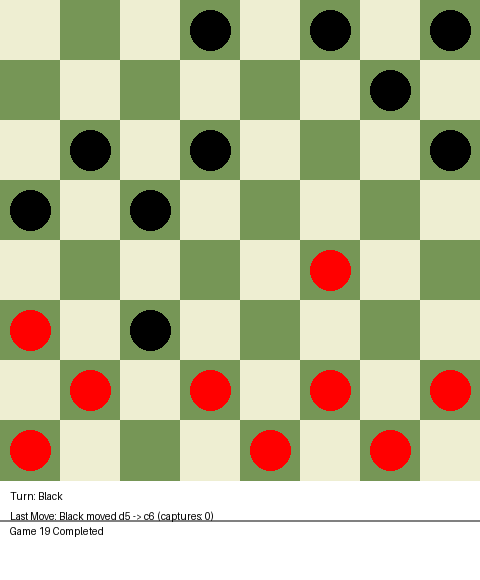 Turn: Black
Last Move: Black moved d5 -> c6 (captures: 0)
Game 19 Completed